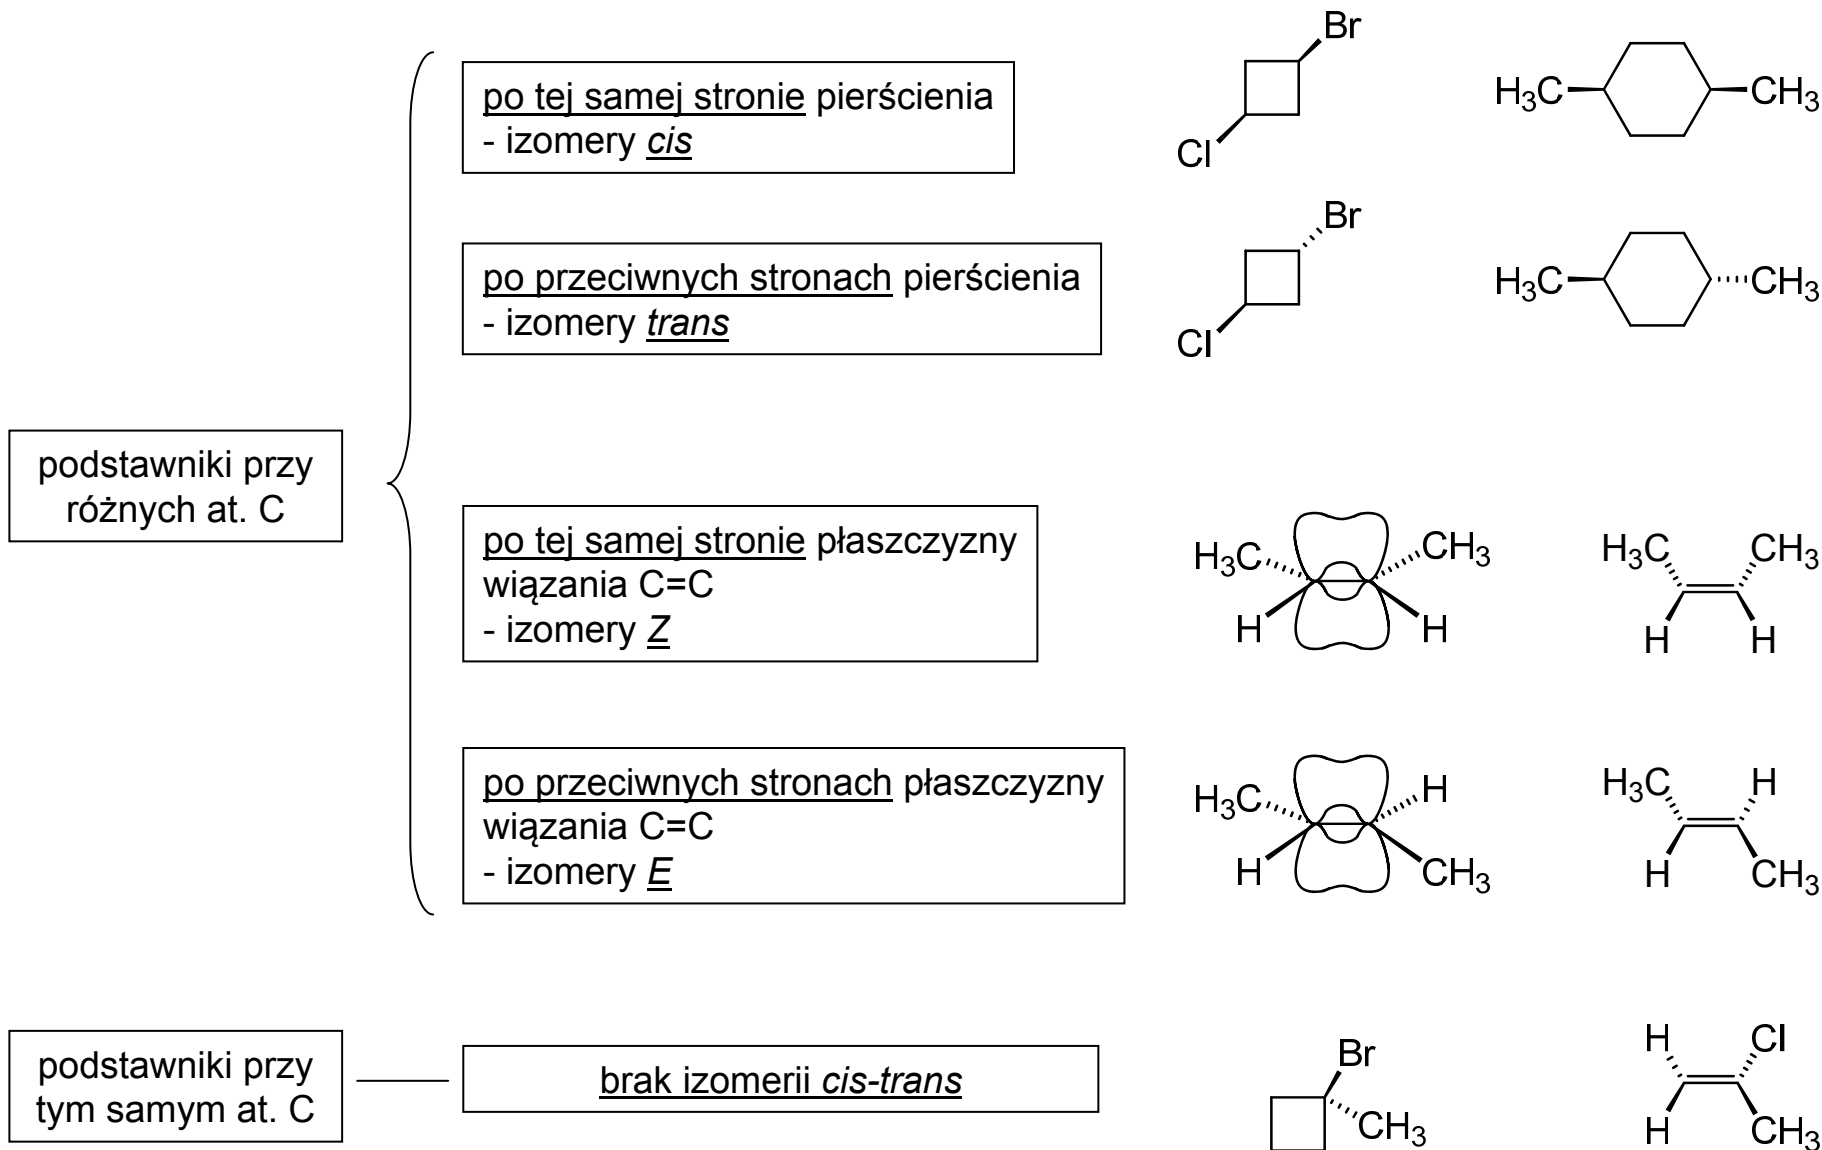 po tej samej stronie pierścienia
- izomery cis
Br
Cl
H₃C
CH₃
po przeciwnych stronach pierścienia
- izomery trans
Br
Cl
H₃C
CH₃
podstawniki przy
różnych at. C
po tej samej stronie płaszczyzny
wiązania C=C
- izomery Z
H₃C
CH₃
H
H
H₃C
CH₃
H
H
po przeciwnych stronach płaszczyzny
wiązania C=C
- izomery E
H₃C
H
H
CH₃
H₃C
H
H
CH₃
podstawniki przy
tym samym at. C
brak izomerii cis-trans
Br
CH₃
H
Cl
H
CH₃